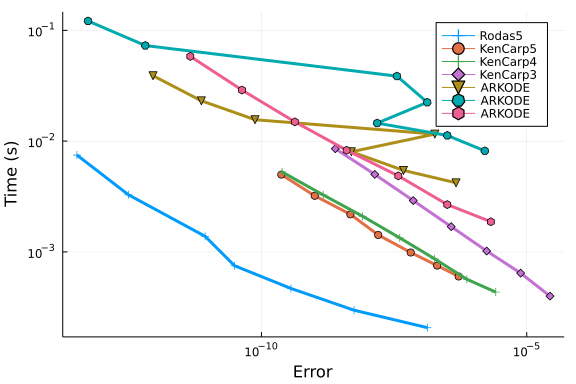 10⁻¹
10⁻²
10⁻³
Time (s)
Rodas5
KenCarp5
KenCarp4
KenCarp3
ARKODE
ARKODE
ARKODE
10⁻¹⁰
10⁻⁵
Error